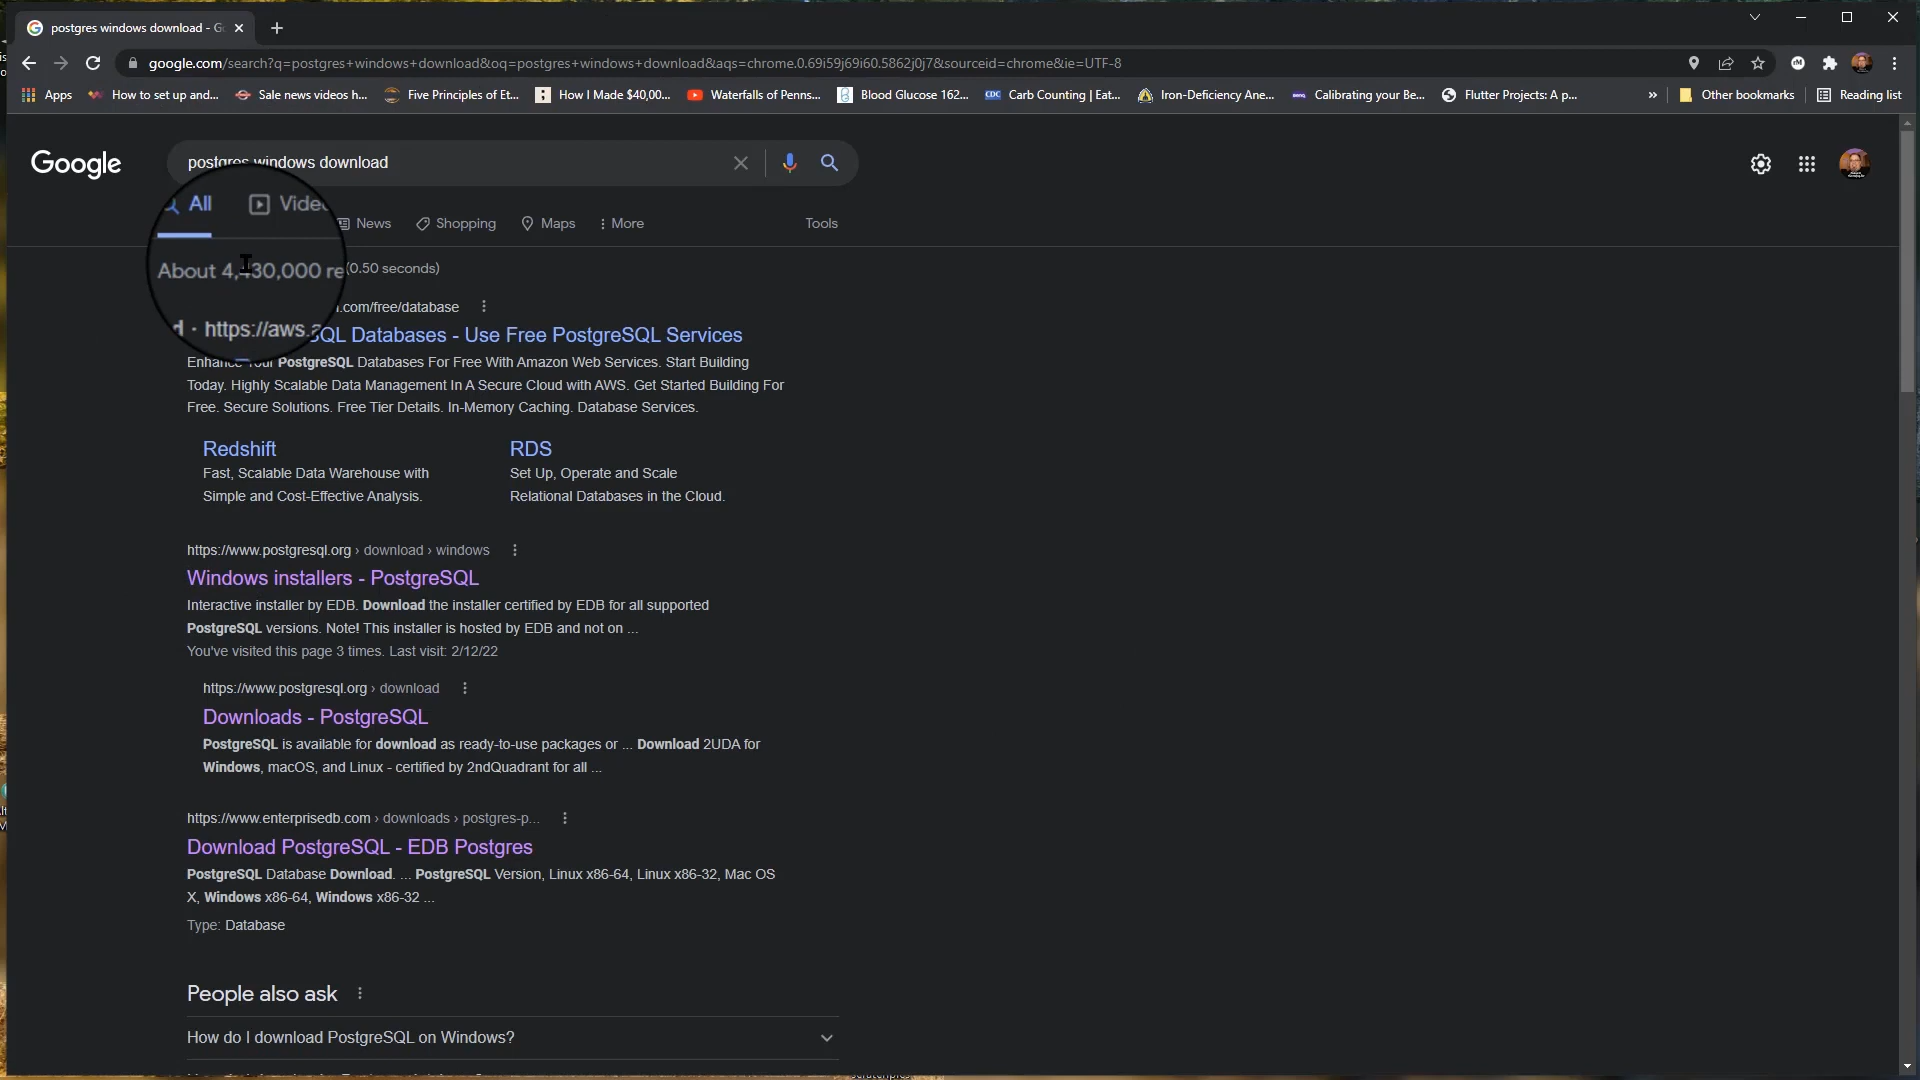 postgres windows download - G
google.com/search?q=postgres+windows+download&oq=postgres+windows+download&aqs=chrome.0.69i59j69i60.5862j0j7&sourceid=chrome&ie=UTF-8
Apps How to set up and... Sale news videos h... Five Principles of Et... How I Made $40,00... Waterfalls of Penns... Blood Glucose 162... Carb Counting | Eat... Iron-Deficiency Ane... Calibrating your Be... Flutter Projects: A p... » Other bookmarks Reading list
Google postgres windows download
All Vide News Shopping Maps More Tools
About 4, 30,000 re (0.50 seconds)
d · https://aws.a .com/free/database
SQL Databases - Use Free PostgreSQL Services
Enhance Your PostgreSQL Databases For Free With Amazon Web Services. Start Building
Today. Highly Scalable Data Management In A Secure Cloud with AWS. Get Started Building For
Free. Secure Solutions. Free Tier Details. In-Memory Caching. Database Services.
Redshift
Fast, Scalable Data Warehouse with
Simple and Cost-Effective Analysis.
RDS
Set Up, Operate and Scale
Relational Databases in the Cloud.
https://www.postgresql.org › download › windows
Windows installers - PostgreSQL
Interactive installer by EDB. Download the installer certified by EDB for all supported
PostgreSQL versions. Note! This installer is hosted by EDB and not on ...
You've visited this page 3 times. Last visit: 2/12/22
https://www.postgresql.org › download
Downloads - PostgreSQL
PostgreSQL is available for download as ready-to-use packages or ... Download 2UDA for
Windows, macOS, and Linux - certified by 2ndQuadrant for all ...
https://www.enterprisedb.com › downloads › postgres-p...
Download PostgreSQL - EDB Postgres
PostgreSQL Database Download. ... PostgreSQL Version, Linux x86-64, Linux x86-32, Mac OS
X, Windows x86-64, Windows x86-32 ...
Type: Database
People also ask
How do I download PostgreSQL on Windows?